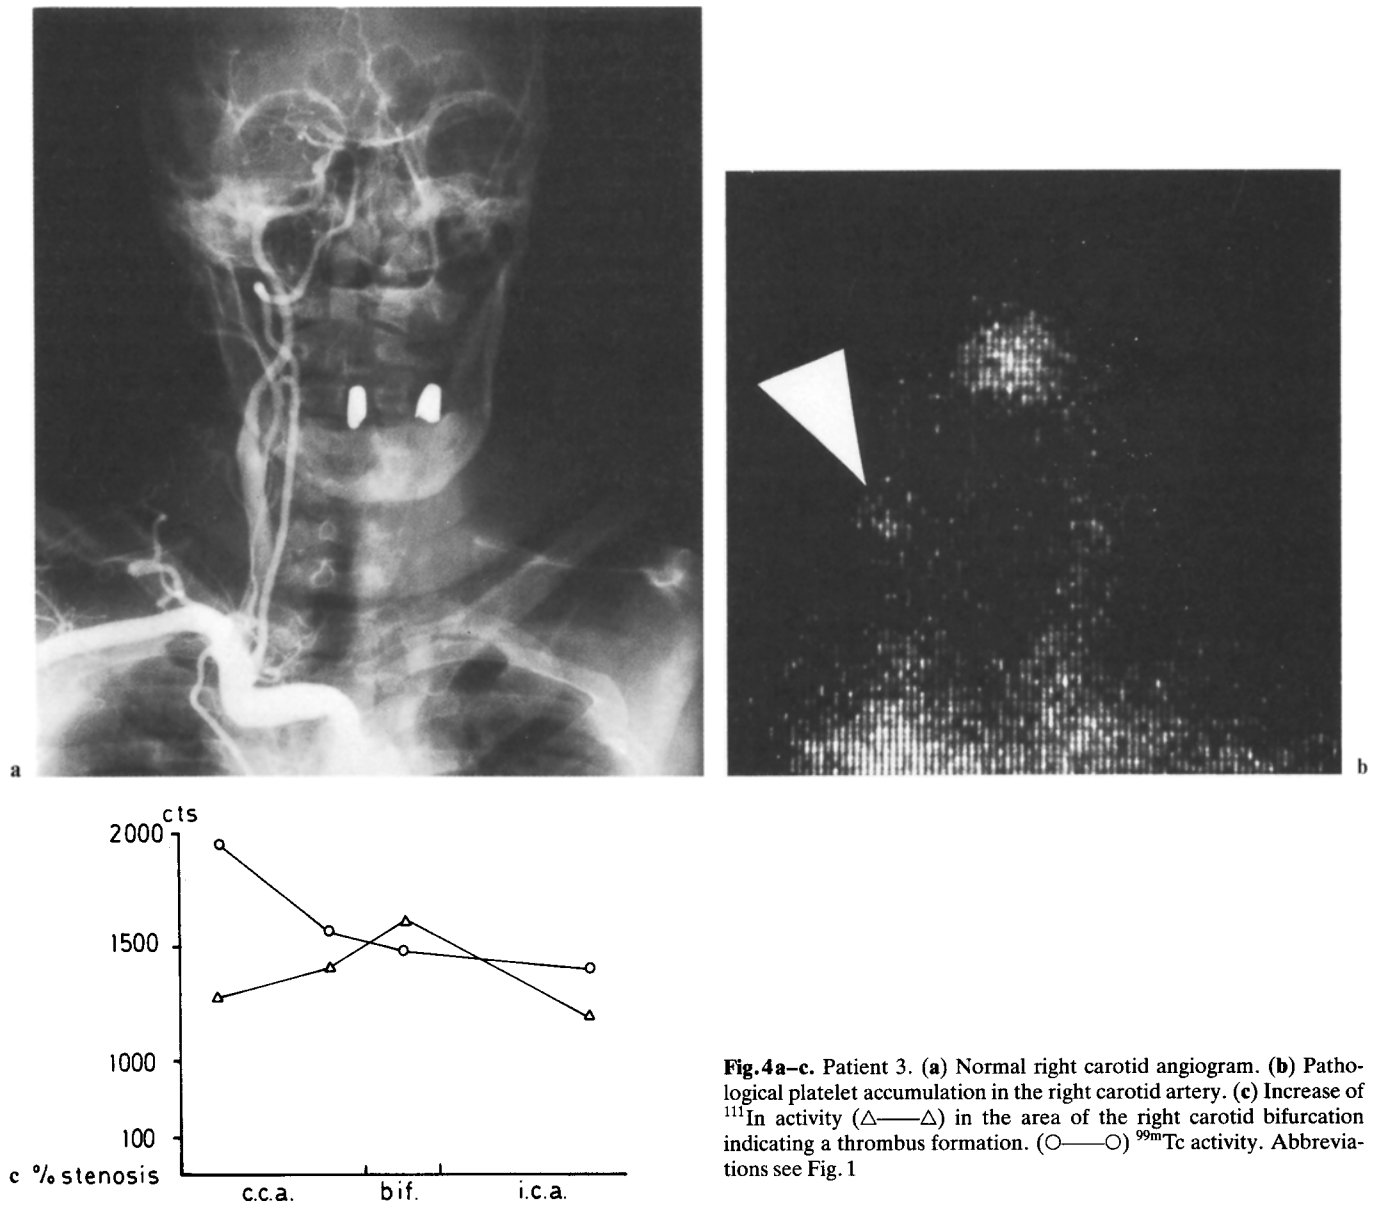 a
b
cts
2000
1500
1000
100
c % stenosis
c.c.a. bif. i.c.a.
Fig. 4a–c. Patient 3. (a) Normal right carotid angiogram. (b) Patho-
logical platelet accumulation in the right carotid artery. (c) Increase of
¹¹¹In activity (△——△) in the area of the right carotid bifurcation
indicating a thrombus formation. (○——○) ⁹⁹ᵐTc activity. Abbrevia-
tions see Fig. 1